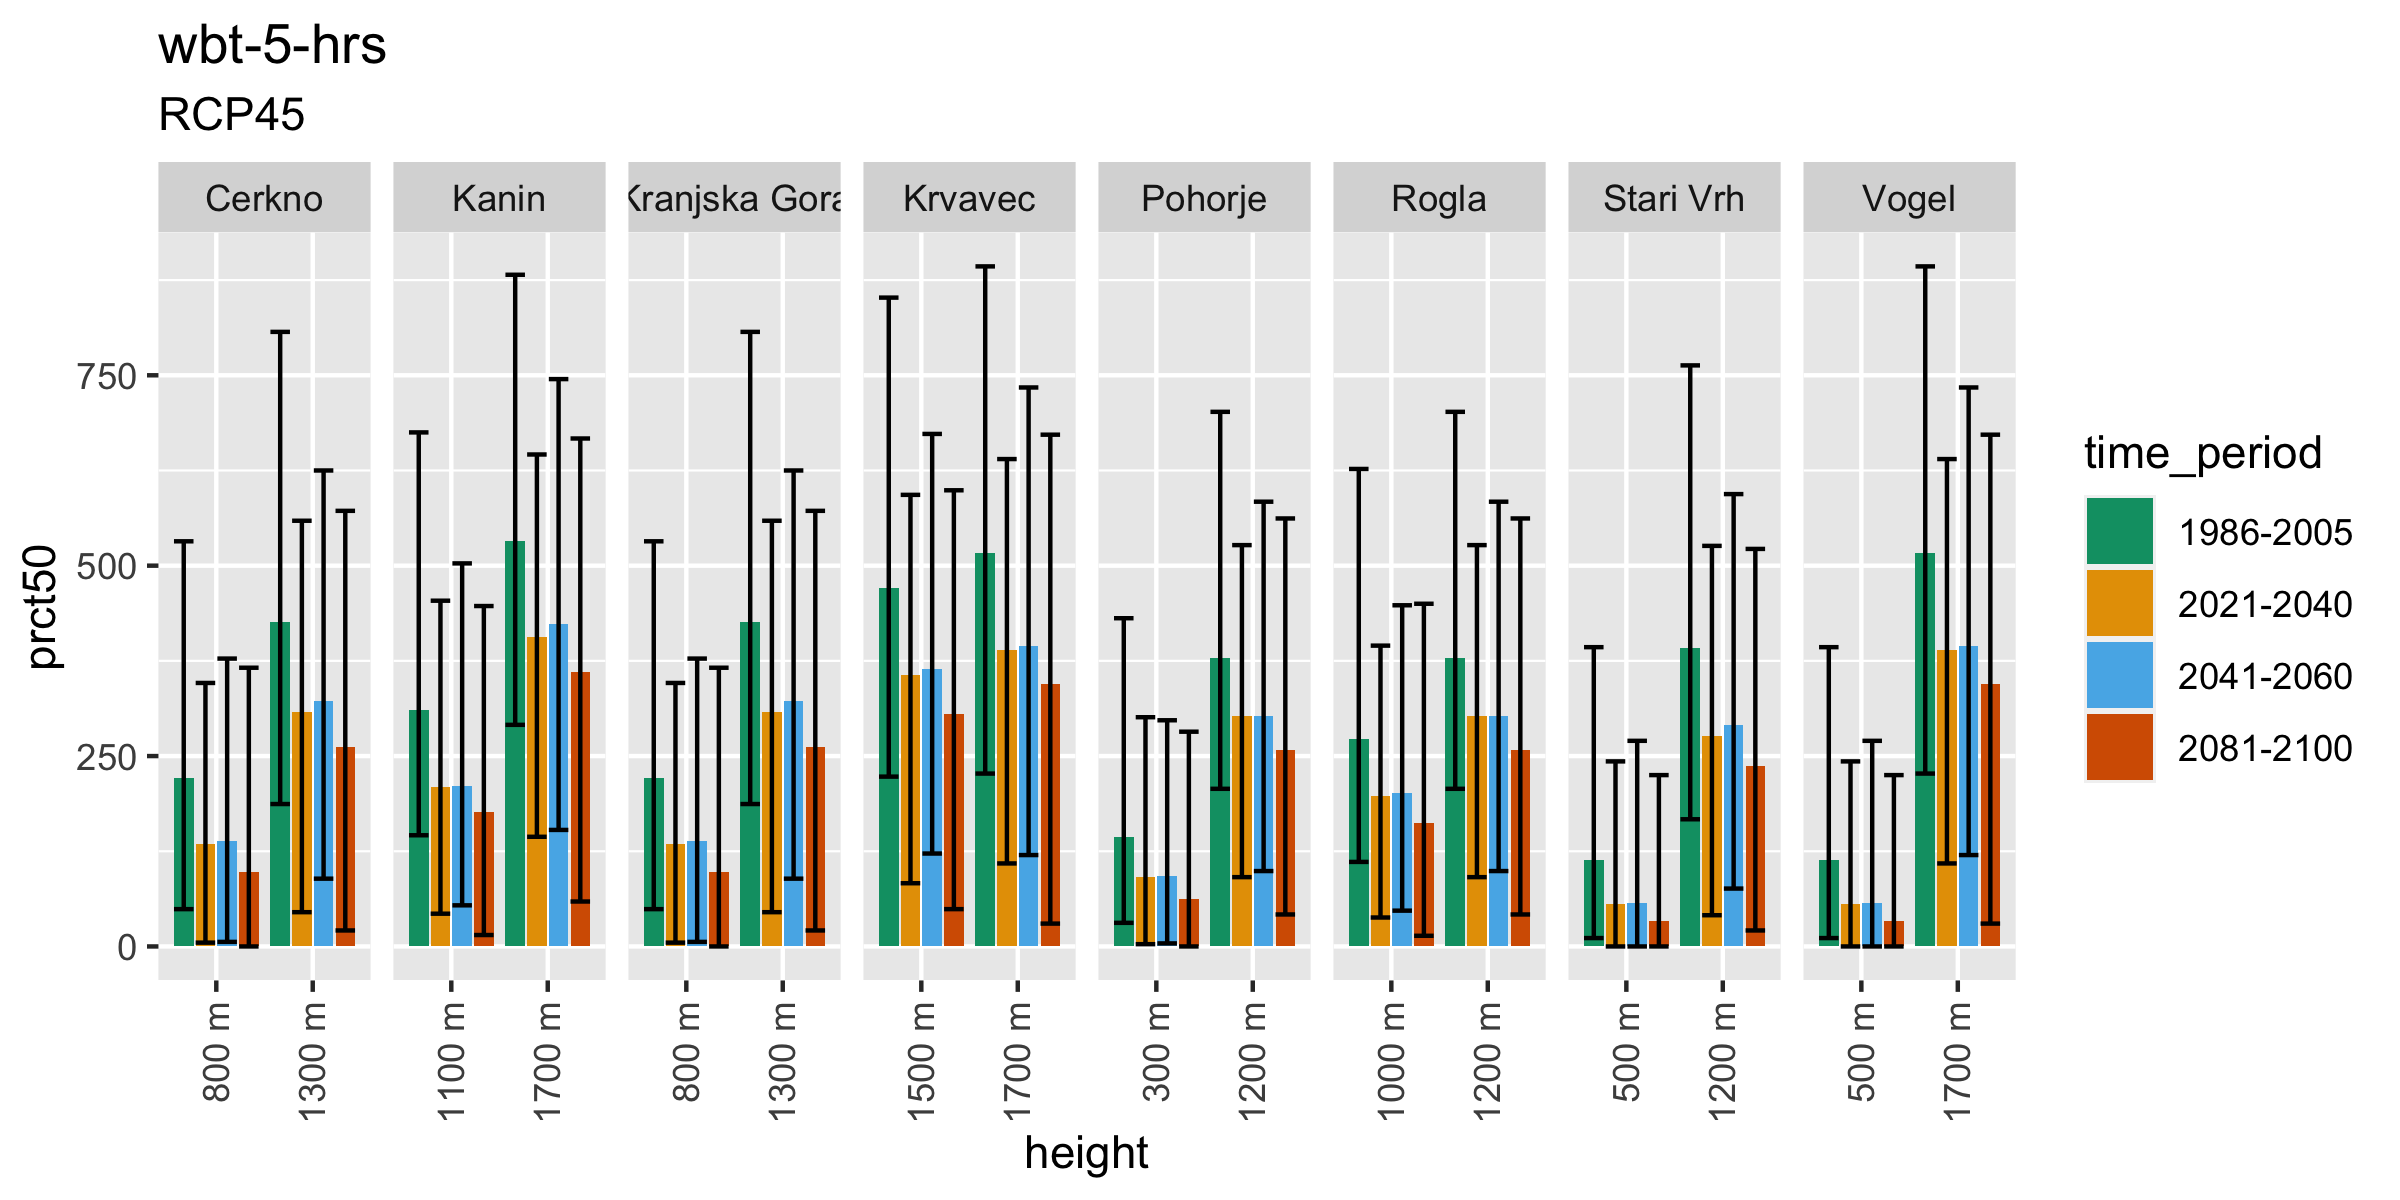 wbt-5-hrs
RCP45
Cerkno Kanin Kranjska Gora Krvavec Pohorje Rogla Stari Vrh Vogel
750
500
250
0
prct50
800 m 1300 m 1100 m 1700 m 800 m 1300 m 1500 m 1700 m 300 m 1200 m 1000 m 1200 m 500 m 1200 m 500 m 1700 m
height
time_period
1986-2005
2021-2040
2041-2060
2081-2100